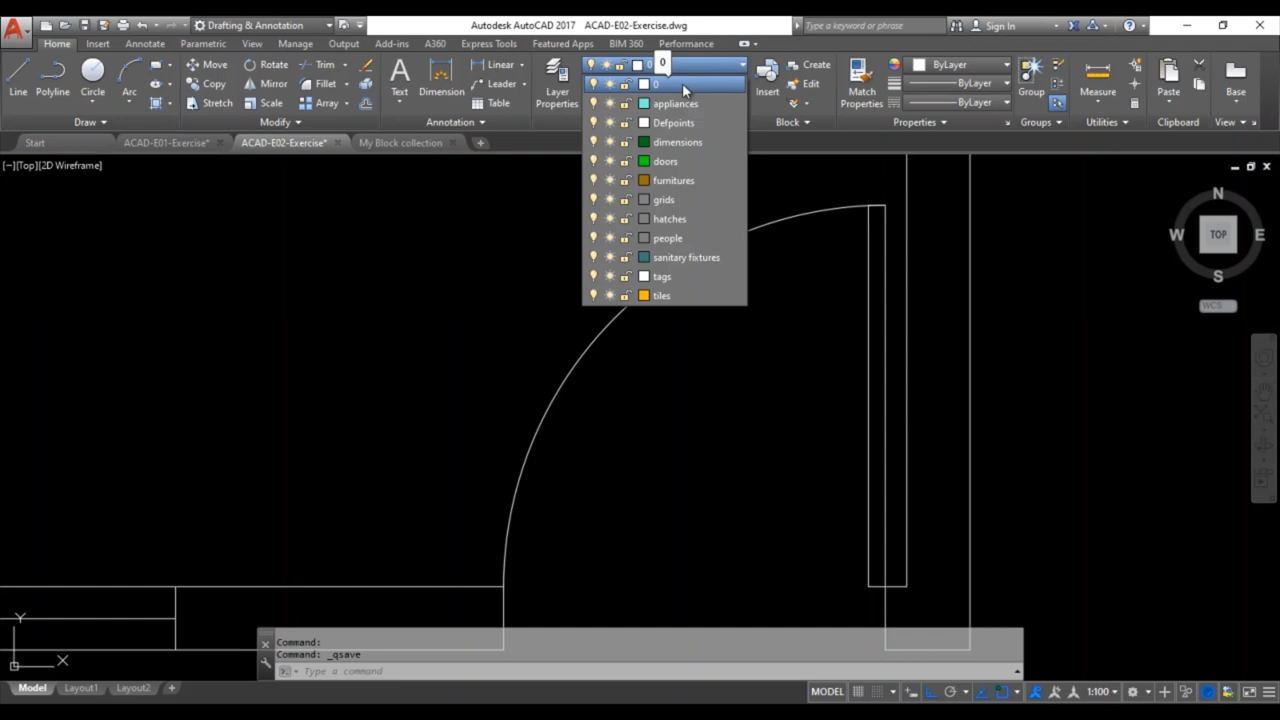 Drafting & Annotation
Autodesk AutoCAD 2017 ACAD-E02-Exercise.dwg
Type a keyword or phrase
Sign In
Home Insert Annotate Parametric View Manage Output Add-ins A360 Express Tools Featured Apps BIM 360 Performance
Line
Polyline
Circle
Arc
Move
Rotate
Trim
Copy
Mirror
Fillet
Stretch
Scale
Array
Text
Dimension
Linear
Leader
Table
Layer
Properties
0
0
Insert
Create
Edit
Match
Properties
ByLayer
ByLayer
ByLayer
Group
Measure
Paste
Base
Draw
Modify
Annotation
Block
Properties
Groups
Utilities
Clipboard
View
0
appliances
Defpoints
dimensions
doors
furnitures
grids
hatches
people
sanitary fixtures
tags
tiles
Start
ACAD-E01-Exercise*
ACAD-E02-Exercise*
My Block collection
[−][Top][2D Wireframe]
N
W
TOP
E
S
WCS
Y
X
Command:
Command: _qsave
Type a command
Model
Layout1
Layout2
MODEL
1:100